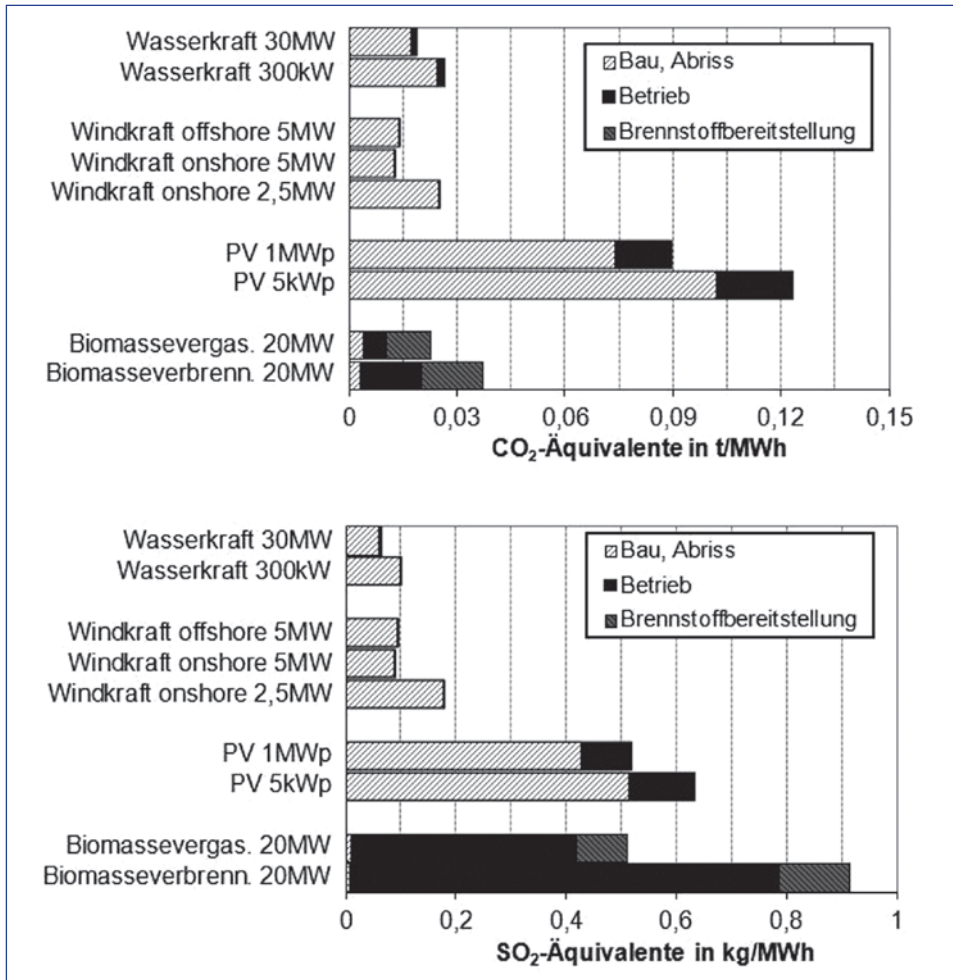 Wasserkraft 30MW
Wasserkraft 300kW
Windkraft offshore 5MW
Windkraft onshore 5MW
Windkraft onshore 2,5MW
PV 1MWp
PV 5kWp
Biomassevergas. 20MW
Biomasseverbrenn. 20MW
Bau, Abriss
Betrieb
Brennstoffbereitstellung
0 0,03 0,06 0,09 0,12 0,15
CO₂-Äquivalente in t/MWh
Wasserkraft 30MW
Wasserkraft 300kW
Windkraft offshore 5MW
Windkraft onshore 5MW
Windkraft onshore 2,5MW
PV 1MWp
PV 5kWp
Biomassevergas. 20MW
Biomasseverbrenn. 20MW
Bau, Abriss
Betrieb
Brennstoffbereitstellung
0 0,2 0,4 0,6 0,8 1
SO₂-Äquivalente in kg/MWh